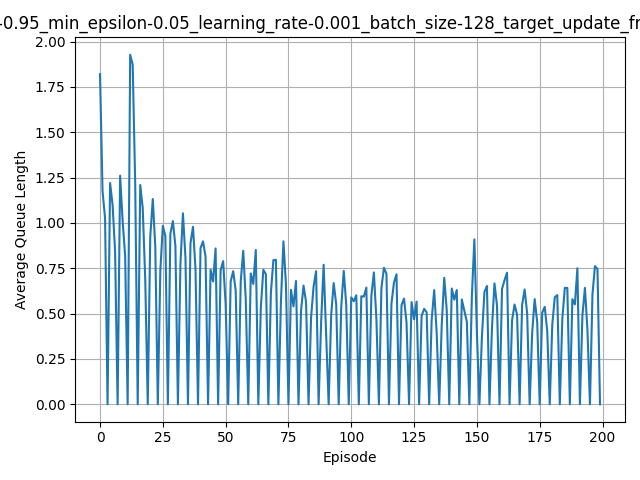 -0.95_min_epsilon-0.05_learning_rate-0.001_batch_size-128_target_update_fr
2.00
1.75
1.50
1.25
1.00
0.75
0.50
0.25
0.00
Average Queue Length
0 25 50 75 100 125 150 175 200
Episode